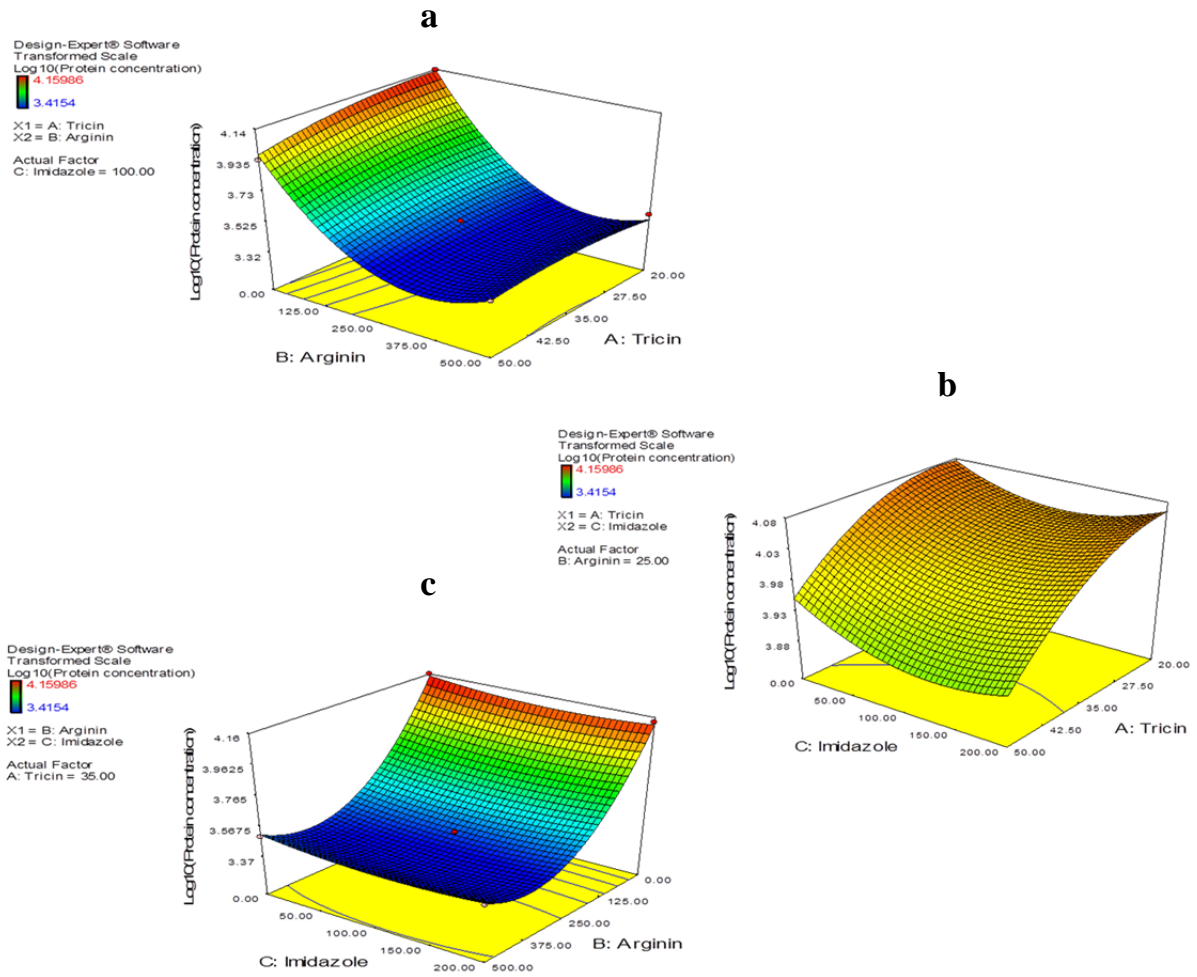 a
Design-Expert® Software
Transformed Scale
Log10(Protein concentration)
4.15986
3.4154
X1 = A: Tricin
X2 = B: Arginin
Actual Factor
C: Imidazole = 100.00
Log10(Protein concentration)
4.14
3.935
3.73
3.525
3.32
0.00
125.00
250.00
375.00
500.00
B: Arginin
50.00
42.50
35.00
27.50
20.00
A: Tricin
b
Design-Expert® Software
Transformed Scale
Log10(Protein concentration)
4.15986
3.4154
X1 = A: Tricin
X2 = C: Imidazole
Actual Factor
B: Arginin = 25.00
Log10(Protein concentration)
4.08
4.03
3.98
3.93
3.88
0.00
50.00
100.00
150.00
200.00
C: Imidazole
50.00
42.50
35.00
27.50
20.00
A: Tricin
c
Design-Expert® Software
Transformed Scale
Log10(Protein concentration)
4.15986
3.4154
X1 = B: Arginin
X2 = C: Imidazole
Actual Factor
A: Tricin = 35.00
Log10(Protein concentration)
4.16
3.9625
3.765
3.5675
3.37
0.00
50.00
100.00
150.00
200.00
C: Imidazole
500.00
375.00
250.00
125.00
0.00
B: Arginin